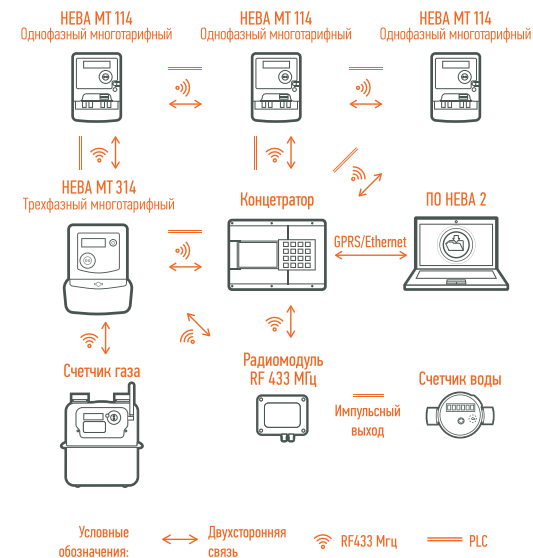 НЕВА МТ 114
Однофазный многотарифный
НЕВА МТ 114
Однофазный многотарифный
НЕВА МТ 114
Однофазный многотарифный
НЕВА МТ 314
Трехфазный многотарифный
Концетратор
ПО НЕВА 2
GPRS/Ethernet
Счетчик газа
Радиомодуль
RF 433 МГц
Импульсный
выход
Счетчик воды
Условные
обозначения:
Двухсторонняя
связь
RF433 Мгц
PLC